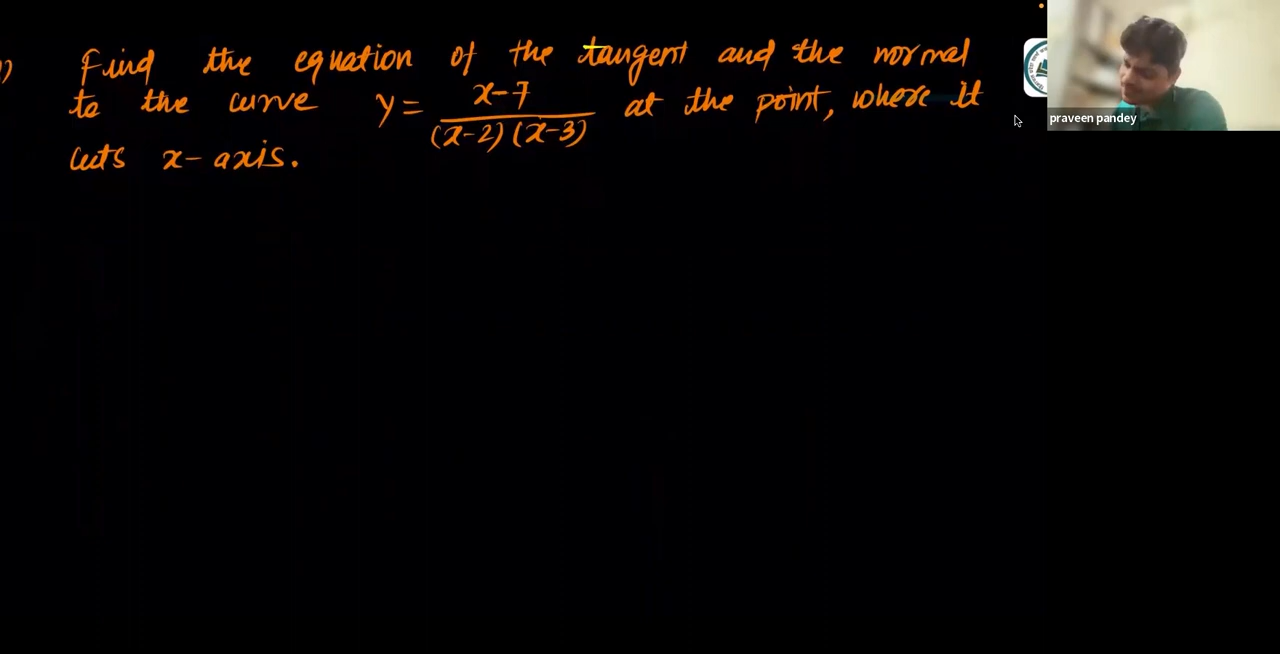 Find the equation of the tangent and the normal
to the curve y = x-7 / (x-2)(x-3) at the point, where it
cuts x-axis.
praveen pandey